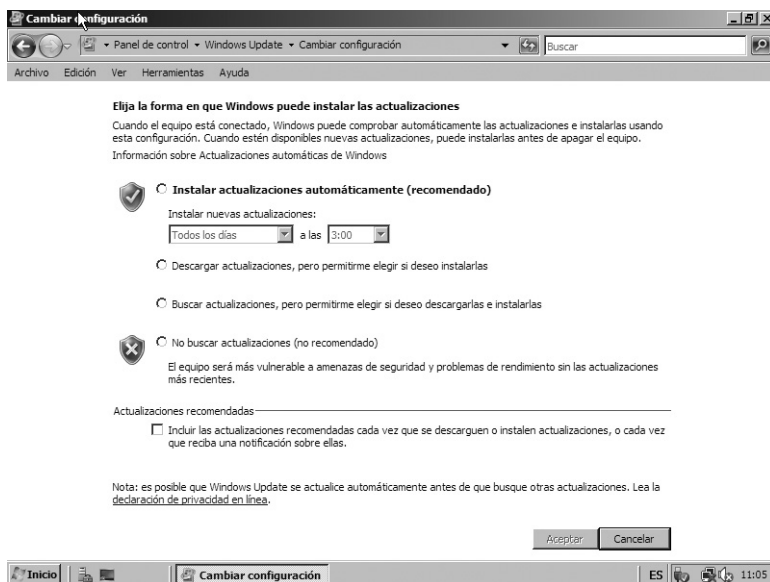 Cambiar configuración
Panel de control Windows Update Cambiar configuración
Buscar
Archivo Edición Ver Herramientas Ayuda
Elija la forma en que Windows puede instalar las actualizaciones
Cuando el equipo está conectado, Windows puede comprobar automáticamente las actualizaciones e instalarlas usando
esta configuración. Cuando estén disponibles nuevas actualizaciones, puede instalarlas antes de apagar el equipo.
Información sobre Actualizaciones automáticas de Windows
Instalar actualizaciones automáticamente (recomendado)
Instalar nuevas actualizaciones:
Todos los días a las 3:00
Descargar actualizaciones, pero permitirme elegir si deseo instalarlas
Buscar actualizaciones, pero permitirme elegir si deseo descargarlas e instalarlas
No buscar actualizaciones (no recomendado)
El equipo será más vulnerable a amenazas de seguridad y problemas de rendimiento sin las actualizaciones
más recientes.
Actualizaciones recomendadas
Incluir las actualizaciones recomendadas cada vez que se descarguen o instalen actualizaciones, o cada vez
que reciba una notificación sobre ellas.
Nota: es posible que Windows Update se actualice automáticamente antes de que busque otras actualizaciones. Lea la
declaración de privacidad en línea.
Aceptar Cancelar
Inicio Cambiar configuración ES 11:05